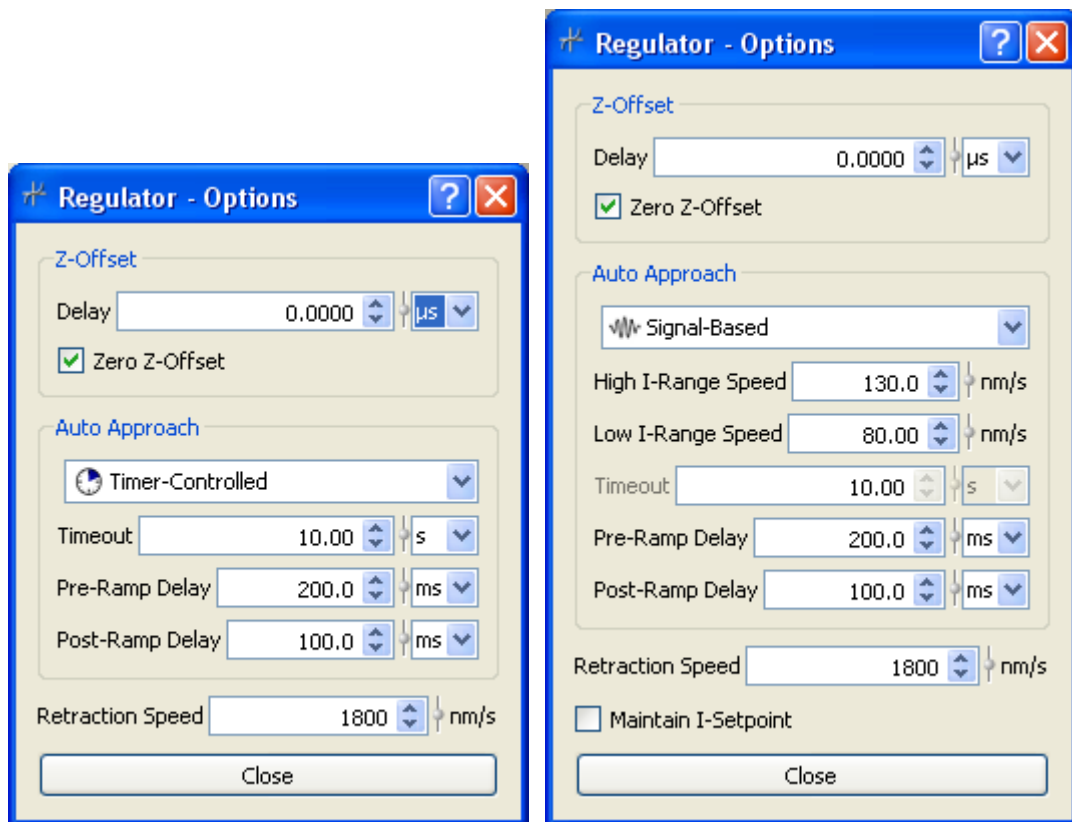 Regulator - Options
Z-Offset
Delay 0.0000 µs
Zero Z-Offset
Auto Approach
Timer-Controlled
Timeout 10.00 s
Pre-Ramp Delay 200.0 ms
Post-Ramp Delay 100.0 ms
Retraction Speed 1800 nm/s
Close
Regulator - Options
Z-Offset
Delay 0.0000 µs
Zero Z-Offset
Auto Approach
Signal-Based
High I-Range Speed 130.0 nm/s
Low I-Range Speed 80.00 nm/s
Timeout 10.00 s
Pre-Ramp Delay 200.0 ms
Post-Ramp Delay 100.0 ms
Retraction Speed 1800 nm/s
Maintain I-Setpoint
Close